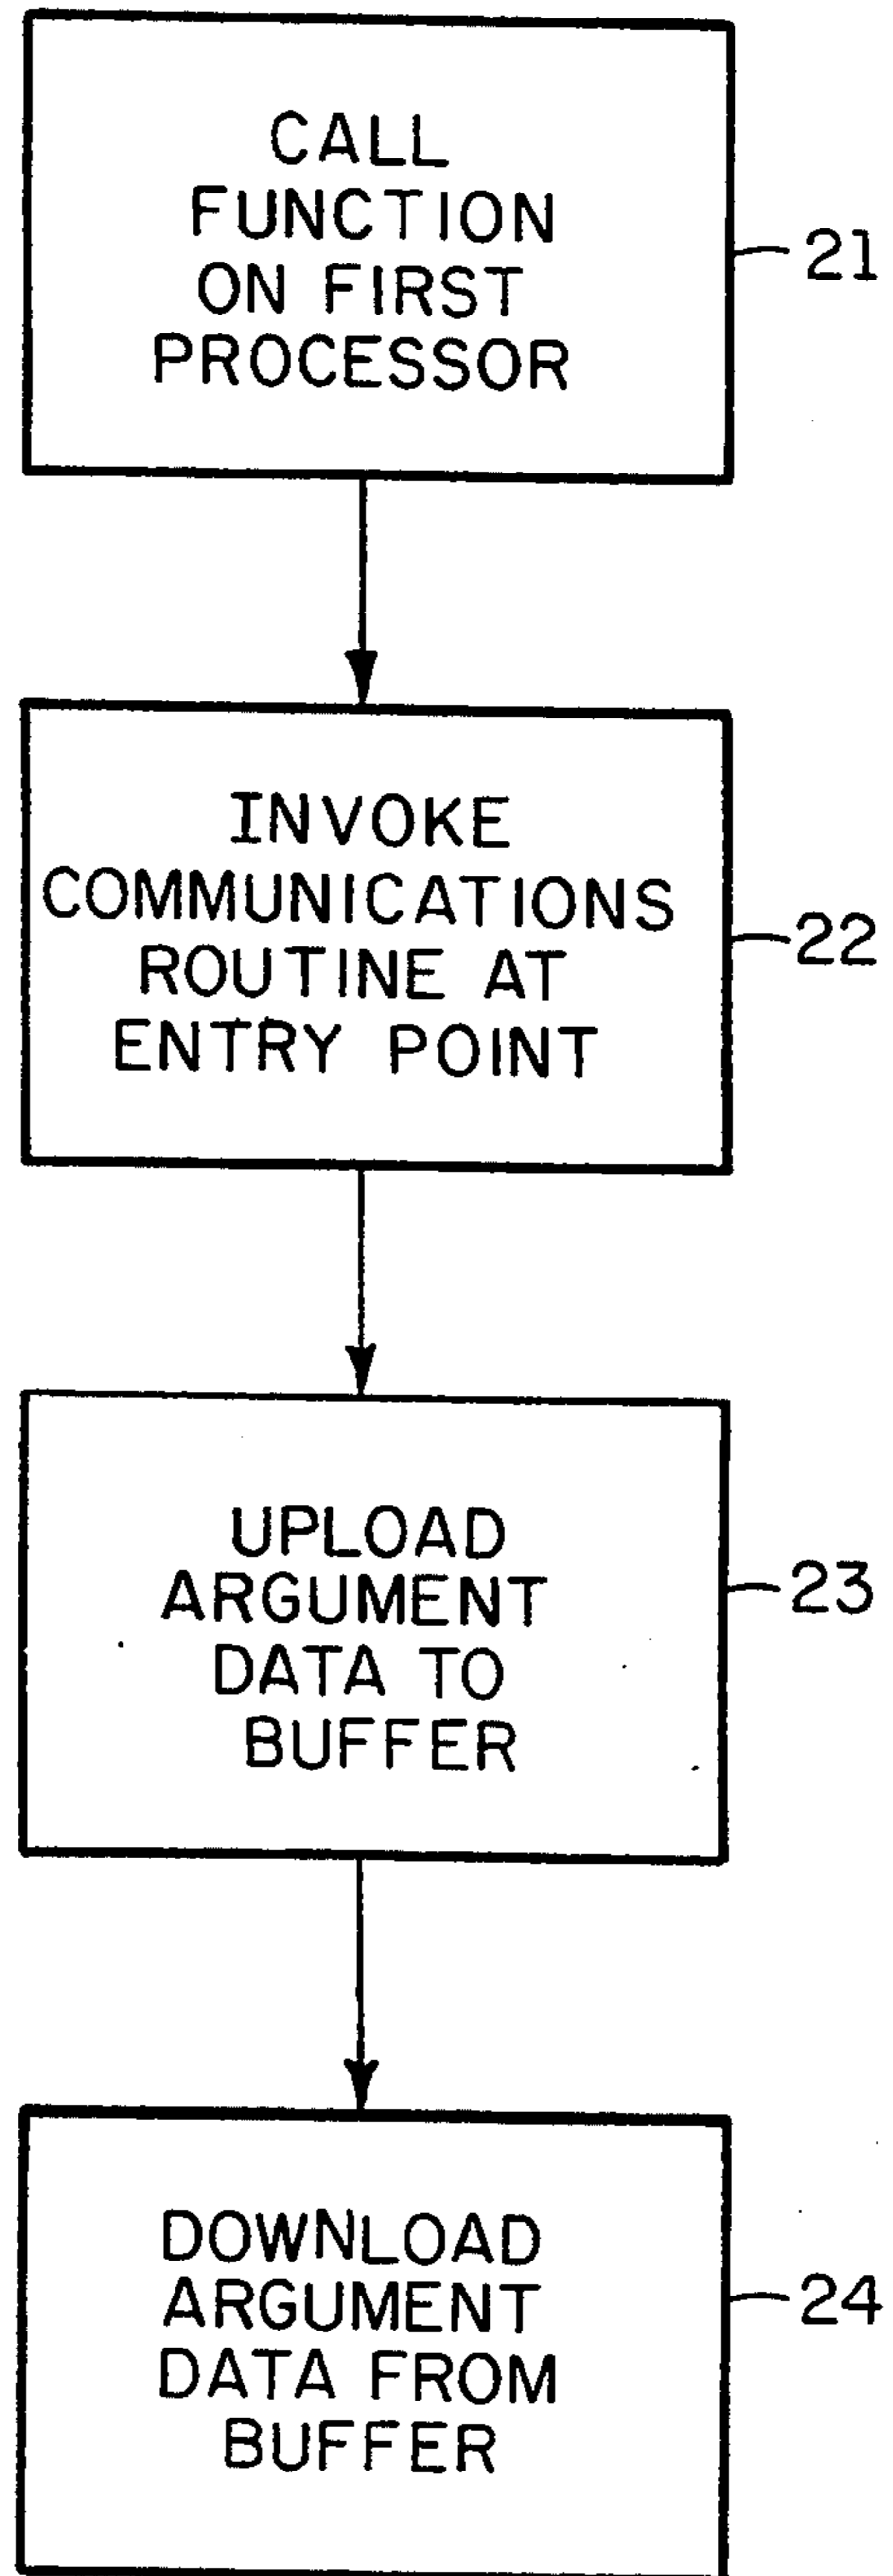 CALL
FUNCTION
ON FIRST
PROCESSOR
21
INVOKE
COMMUNICATIONS
ROUTINE AT
ENTRY POINT
22
UPLOAD
ARGUMENT
DATA TO
BUFFER
23
DOWNLOAD
ARGUMENT
DATA FROM
BUFFER
24